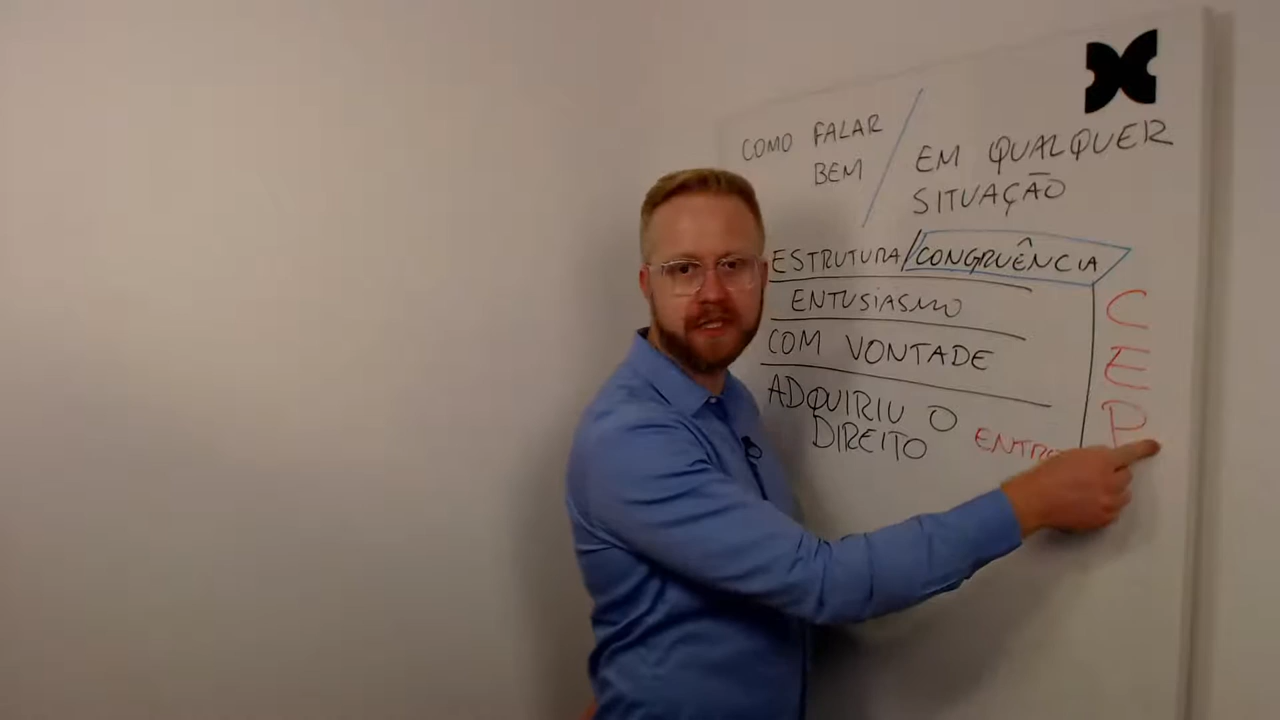 COMO FALAR
BEM
EM QUALQUER
SITUAÇÃO
ESTRUTURA/CONGRUÊNCIA
ENTUSIASMO
COM VONTADE
ADQUIRIU O
DIREITO
C
E
P